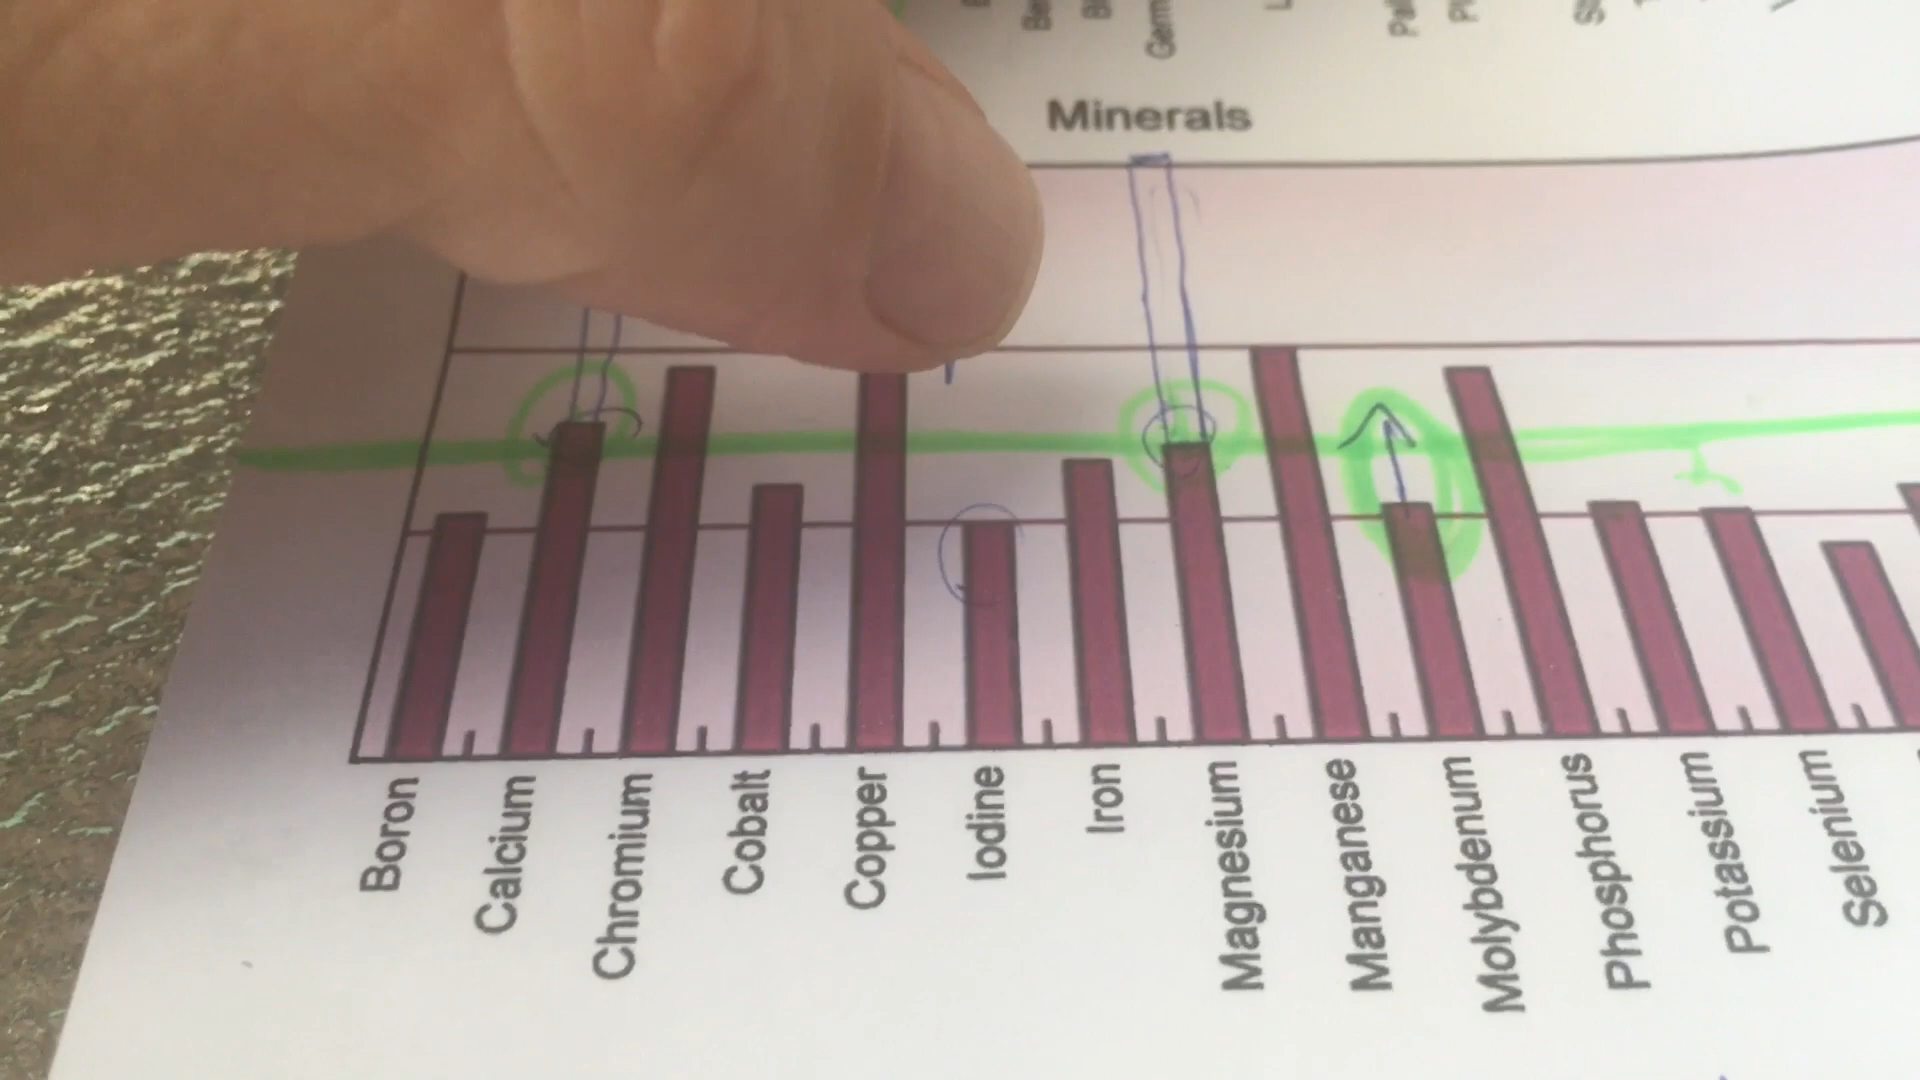 Minerals
Boron
Calcium
Chromium
Cobalt
Copper
Iodine
Iron
Magnesium
Manganese
Molybdenum
Phosphorus
Potassium
Selenium